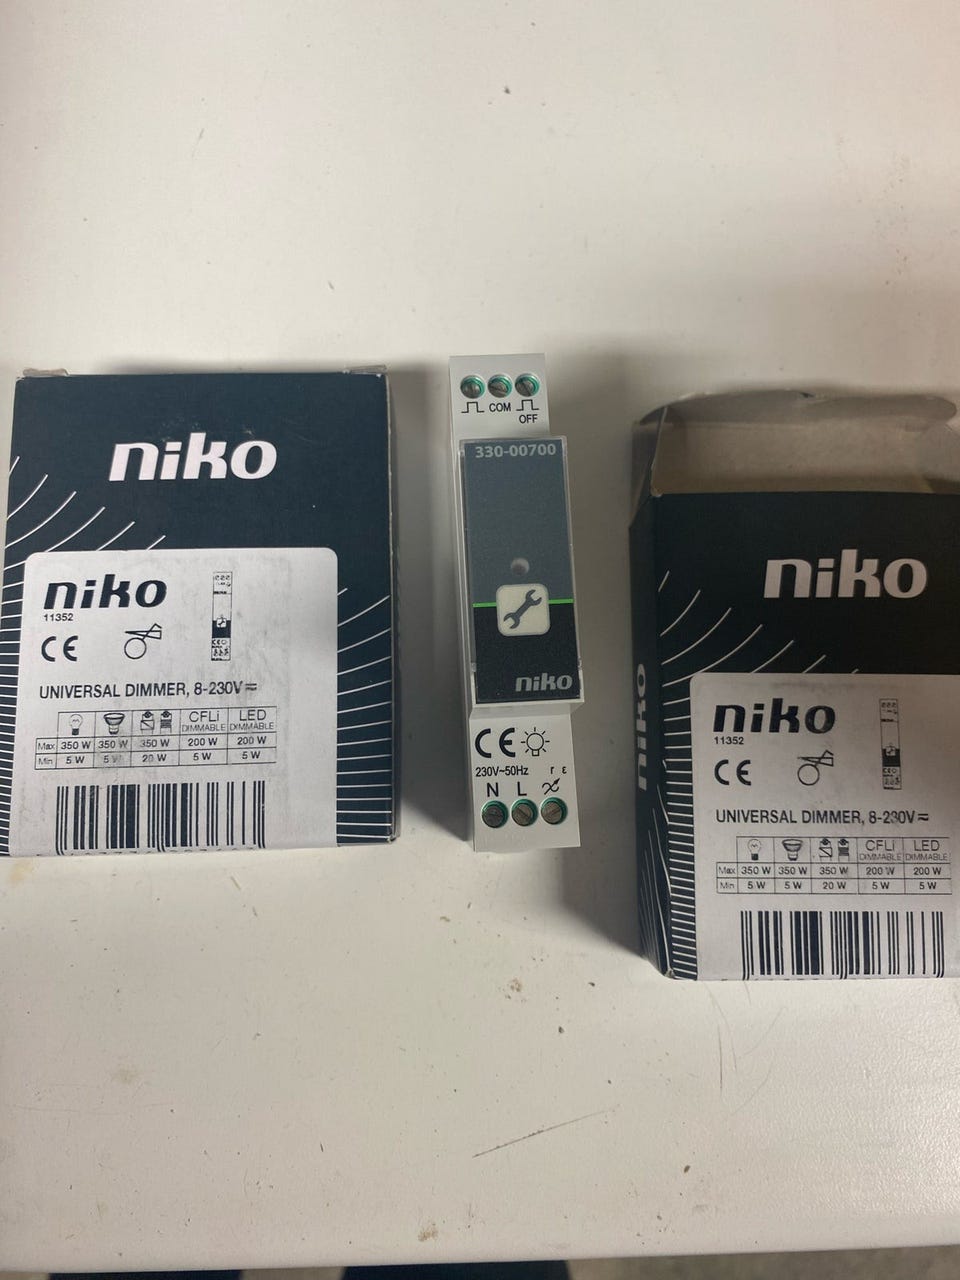 niko
niko
11352
CE
UNIVERSAL DIMMER, 8-230V
CFLi LED
DIMMABLE DIMMABLE
Max 350 W 350 W 350 W 200 W 200 W
Min 5 W 5 W 20 W 5 W 5 W
COM
OFF
330-00700
niko
CE
230V~50Hz r ε
N L
niko
niko
niko
11352
CE
UNIVERSAL DIMMER, 8-230V
CFLi LED
DIMMABLE DIMMABLE
Max 350 W 350 W 350 W 200 W 200 W
Min 5 W 5 W 20 W 5 W 5 W